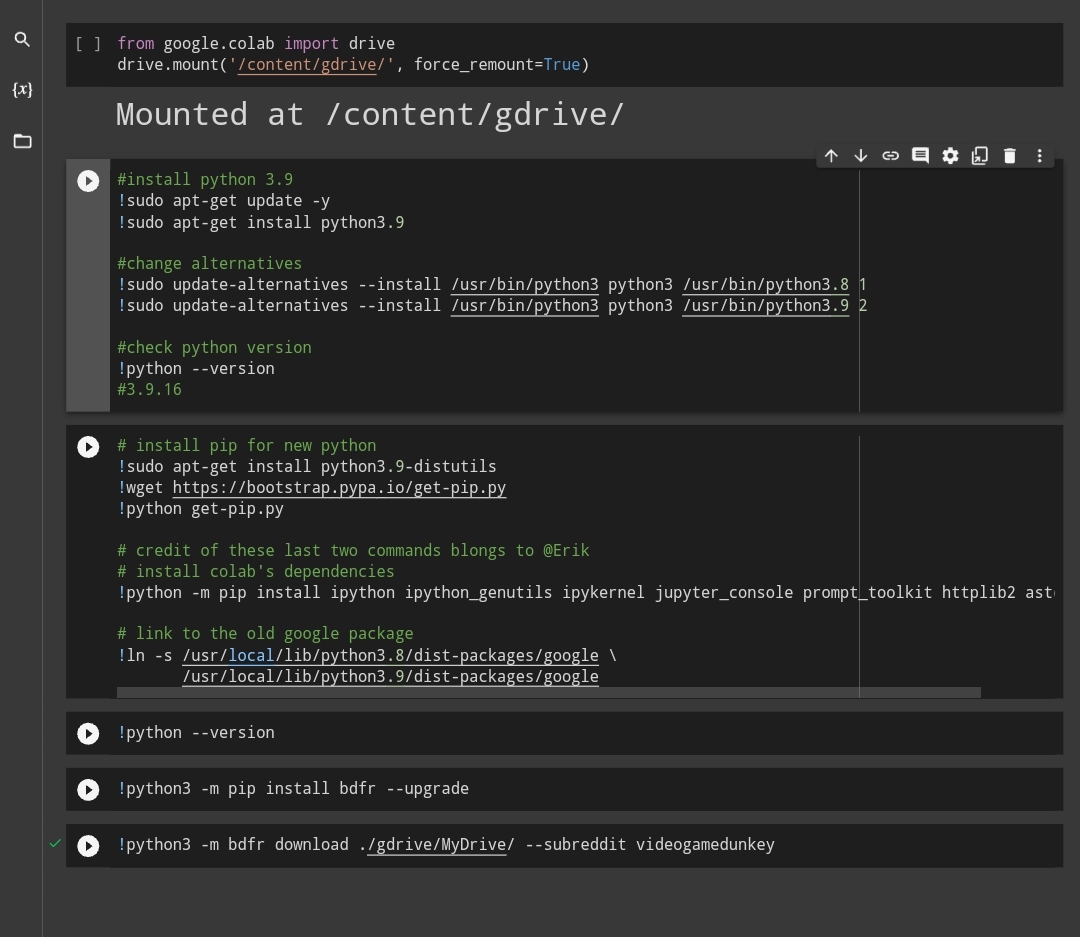 {x}
[ ] from google.colab import drive
drive.mount('/content/gdrive/', force_remount=True)
Mounted at /content/gdrive/
#install python 3.9
!sudo apt-get update -y
!sudo apt-get install python3.9
#change alternatives
!sudo update-alternatives --install /usr/bin/python3 python3 /usr/bin/python3.8 1
!sudo update-alternatives --install /usr/bin/python3 python3 /usr/bin/python3.9 2
#check python version
!python --version
#3.9.16
# install pip for new python
!sudo apt-get install python3.9-distutils
!wget https://bootstrap.pypa.io/get-pip.py
!python get-pip.py
# credit of these last two commands blongs to @Erik
# install colab's dependencies
!python -m pip install ipython ipython_genutils ipykernel jupyter_console prompt_toolkit httplib2
# link to the old google package
!ln -s /usr/local/lib/python3.8/dist-packages/google \
/usr/local/lib/python3.9/dist-packages/google
!python --version
!python3 -m pip install bdfr --upgrade
!python3 -m bdfr download ./gdrive/MyDrive/ --subreddit videogamedunkey